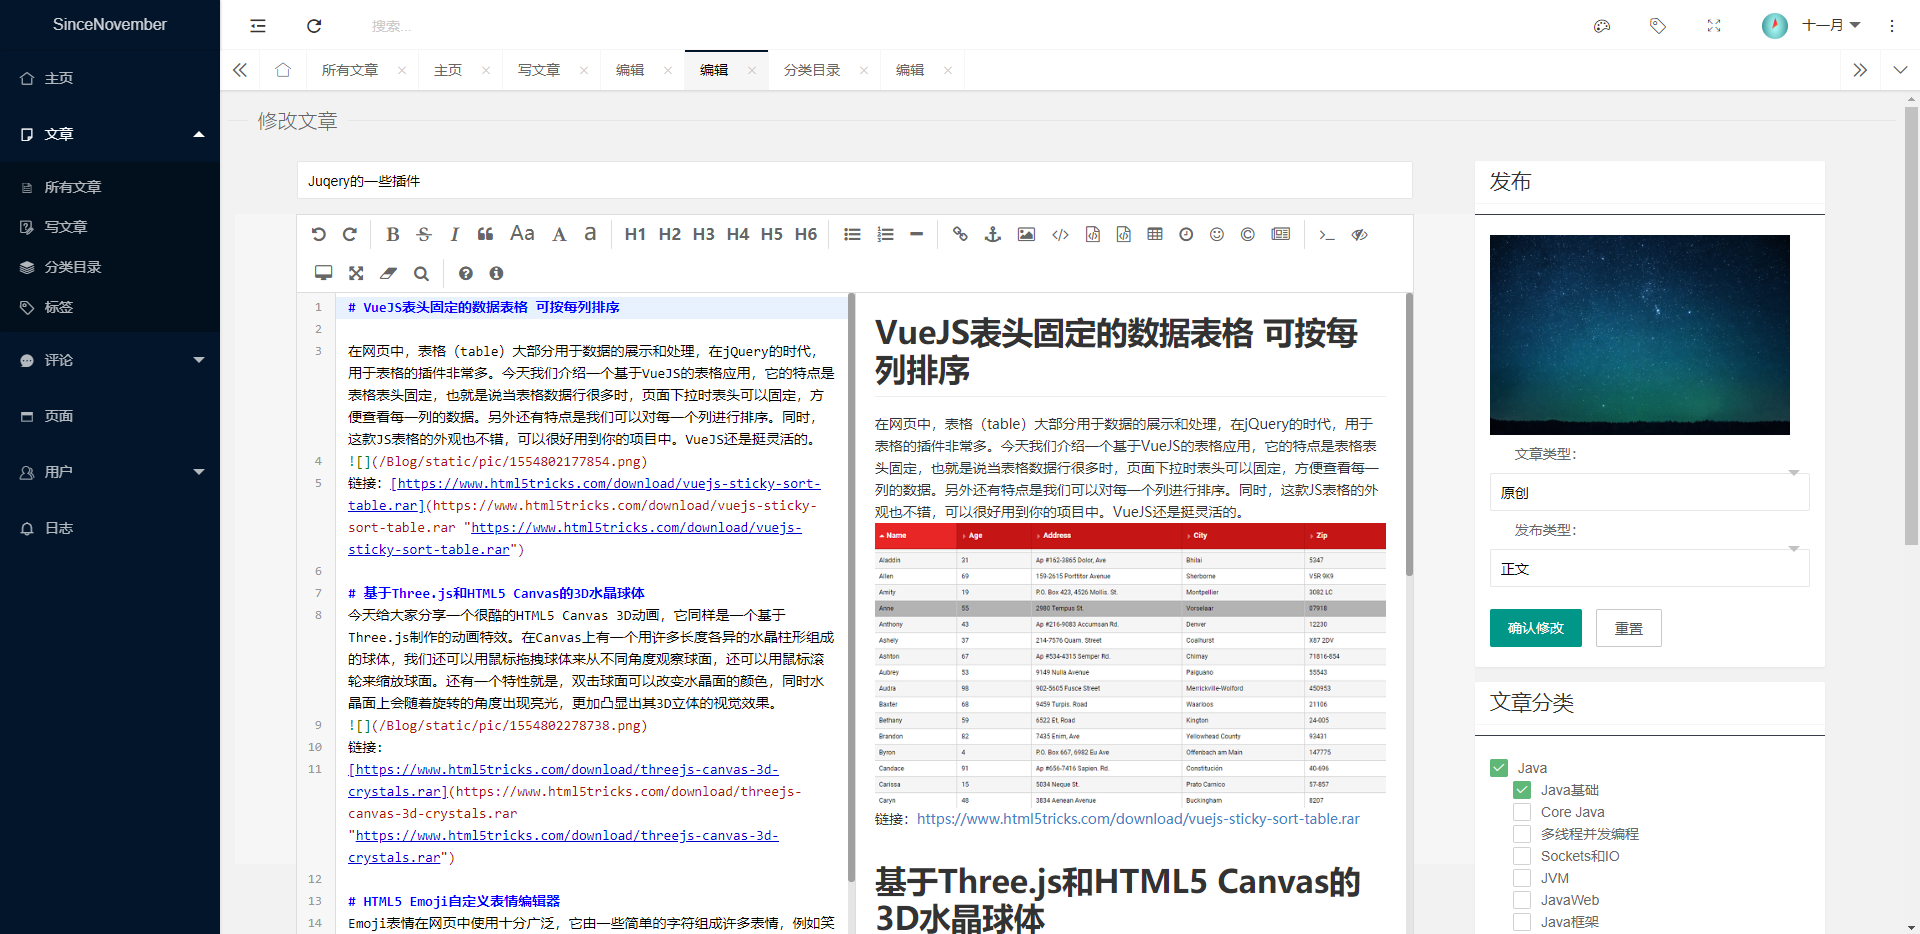 SinceNovember
主页
文章
所有文章
写文章
分类目录
标签
评论
页面
用户
日志
搜索...
十一月
所有文章
主页
写文章
编辑
编辑
分类目录
编辑
修改文章
Juqery的一些插件
B S I Aa A a H1 H2 H3 H4 H5 H6
1 # VueJS表头固定的数据表格 可按每列排序
2
3 在网页中，表格（table）大部分用于数据的展示和处理，在jQuery的时代，
用于表格的插件非常多。今天我们介绍一个基于VueJS的表格应用，它的特点是
表格表头固定，也就是说当表格数据行很多时，页面下拉时表头可以固定，方
便查看每一列的数据。另外还有特点是我们可以对每一个列进行排序。同时，
这款JS表格的外观也不错，可以很好用到你的项目中。VueJS还是挺灵活的。
4 ![](/Blog/static/pic/1554802177854.png)
5 链接：[https://www.html5tricks.com/download/vuejs-sticky-sort-
table.rar](https://www.html5tricks.com/download/vuejs-sticky-
sort-table.rar "https://www.html5tricks.com/download/vuejs-
sticky-sort-table.rar")
6
7 # 基于Three.js和HTML5 Canvas的3D水晶球体
8 今天给大家分享一个很酷的HTML5 Canvas 3D动画，它同样是一个基于
Three.js制作的动画特效。在Canvas上有一个用许多长度各异的水晶柱形组成
的球体，我们还可以用鼠标拖拽球体来从不同角度观察球面，还可以用鼠标滚
轮来缩放球面。还有一个特性就是，双击球面可以改变水晶面的颜色，同时水
晶面上会随着旋转的角度出现亮光，更加凸显出其3D立体的视觉效果。
9 ![](/Blog/static/pic/1554802278738.png)
10 链接：
11 [https://www.html5tricks.com/download/threejs-canvas-3d-
crystals.rar](https://www.html5tricks.com/download/threejs-
canvas-3d-crystals.rar
"https://www.html5tricks.com/download/threejs-canvas-3d-
crystals.rar")
12
13 # HTML5 Emoji自定义表情编辑器
14 Emoji表情在网页中使用十分广泛，它由一些简单的字符组成许多表情，例如笑
VueJS表头固定的数据表格 可按每
列排序
在网页中，表格（table）大部分用于数据的展示和处理，在jQuery的时代，用于
表格的插件非常多。今天我们介绍一个基于VueJS的表格应用，它的特点是表格表
头固定，也就是说当表格数据行很多时，页面下拉时表头可以固定，方便查看每一
列的数据。另外还有特点是我们可以对每一个列进行排序。同时，这款JS表格的外
观也不错，可以很好用到你的项目中。VueJS还是挺灵活的。
Name Age Address City Zip
Aladdin 31 Ap #162-3865 Dolor, Ave Bhilai 5347
Allen 69 159-2615 Porttitor Avenue Sherborne V5R 9K9
Amity 19 P.O. Box 423, 4526 Mollis. St. Montpellier 3082 LC
Anne 55 2980 Tempus St. Vorselaar 87918
Anthony 43 Ap #216-9083 Accumsan Rd. Denver 12230
Ashely 37 214-7576 Quam. Street Coalhurst X87 2DV
Ashton 67 Ap #534-4315 Semper Rd. Chimay 71816-854
Aubrey 53 9149 Nulla Avenue Paiguano 55543
Audra 98 902-5605 Fusce Street Merrickville-Wolford 450953
Baxter 68 9459 Turpis. Road Waarloos 21106
Bethany 59 6522 Et, Road Kington 24-005
Brandon 82 7435 Enim, Ave Yellowhead County 93431
Byron 4 P.O. Box 667, 6982 Eu Ave Offenbach am Main 147775
Candace 91 Ap #656-7416 Sapien. Rd. Constitución 40-696
Carissa 15 5034 Neque St. Prato Carnico 57-857
Caryn 48 3834 Aenean Avenue Buckingham 8207
链接：https://www.html5tricks.com/download/vuejs-sticky-sort-table.rar
基于Three.js和HTML5 Canvas的
3D水晶球体
发布
文章类型：
原创
发布类型：
正文
确认修改
重置
文章分类
Java
Java基础
Core Java
多线程并发编程
Sockets和IO
JVM
JavaWeb
Java框架